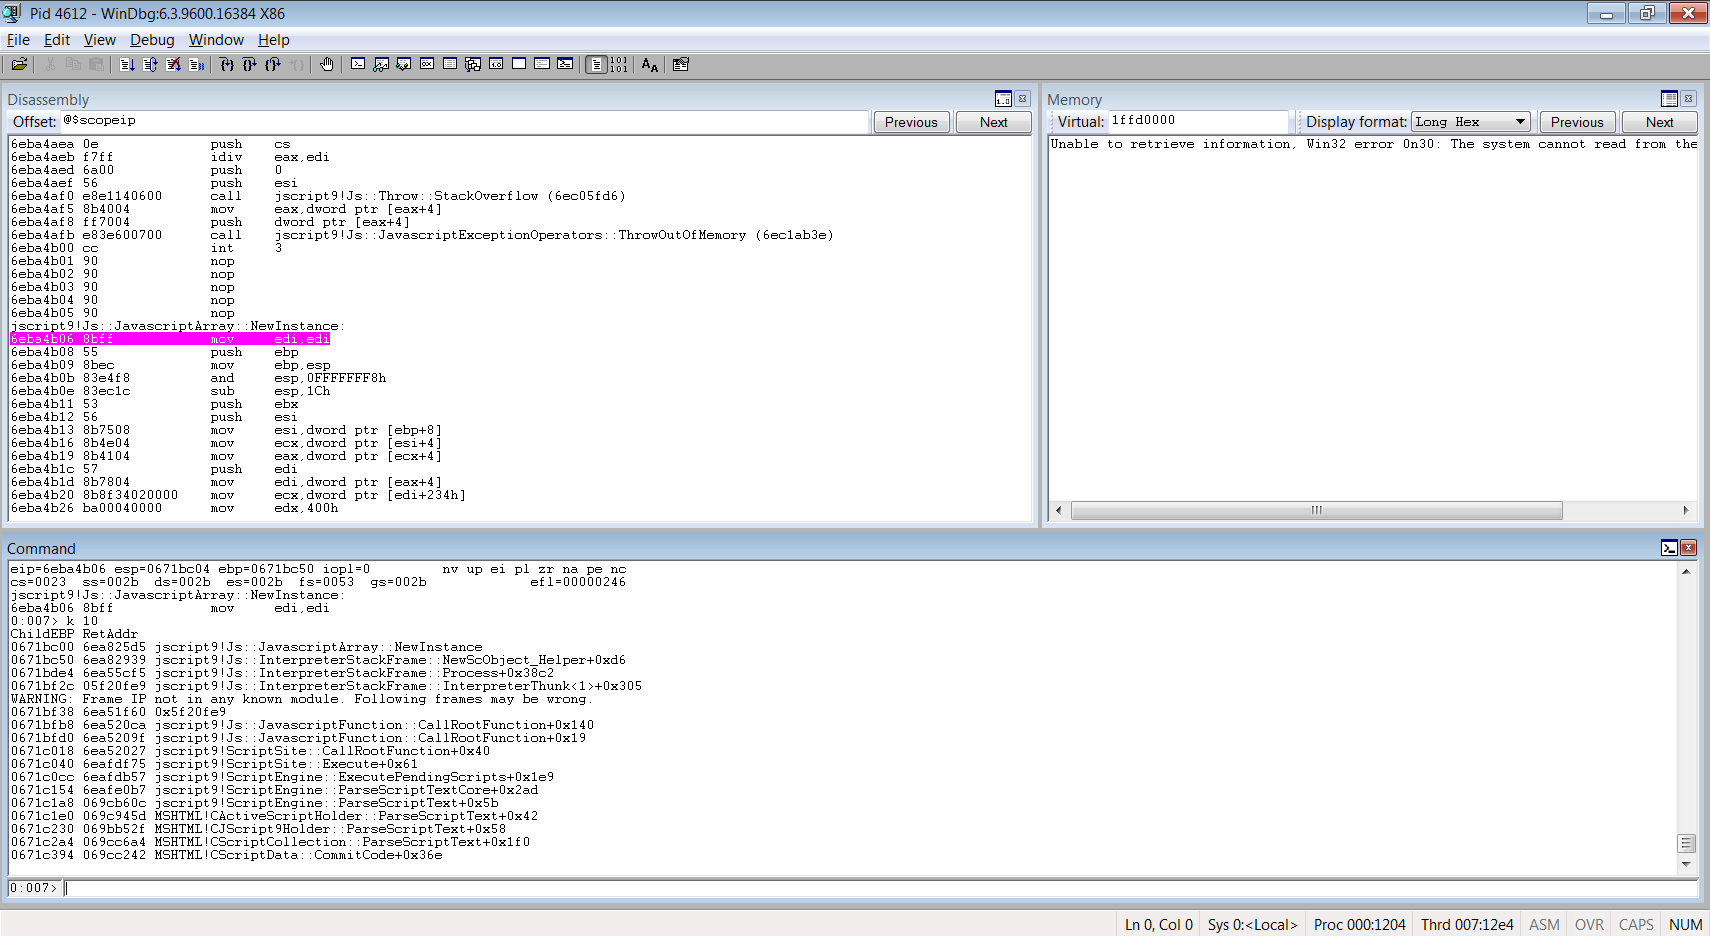 Pid 4612 - WinDbg:6.3.9600.16384 X86
File Edit View Debug Window Help
Disassembly
Offset: @$scopeip Previous Next
6eba4aea 0e push cs
6eba4aeb f7ff idiv eax,edi
6eba4aed 6a00 push 0
6eba4aef 56 push esi
6eba4af0 e8e1140600 call jscript9!Js::Throw::StackOverflow (6ec05fd6)
6eba4af5 8b4004 mov eax,dword ptr [eax+4]
6eba4af8 ff7004 push dword ptr [eax+4]
6eba4afb e83e600700 call jscript9!Js::JavascriptExceptionOperators::ThrowOutOfMemory (6ec1ab3e)
6eba4b00 cc int 3
6eba4b01 90 nop
6eba4b02 90 nop
6eba4b03 90 nop
6eba4b04 90 nop
6eba4b05 90 nop
jscript9!Js::JavascriptArray::NewInstance:
6eba4b06 8bff mov edi,edi
6eba4b08 55 push ebp
6eba4b09 8bec mov ebp,esp
6eba4b0b 83e4f8 and esp,0FFFFFFF8h
6eba4b0e 83ec1c sub esp,1Ch
6eba4b11 53 push ebx
6eba4b12 56 push esi
6eba4b13 8b7508 mov esi,dword ptr [ebp+8]
6eba4b16 8b4e04 mov ecx,dword ptr [esi+4]
6eba4b19 8b4104 mov eax,dword ptr [ecx+4]
6eba4b1c 57 push edi
6eba4b1d 8b7804 mov edi,dword ptr [eax+4]
6eba4b20 8b8f34020000 mov ecx,dword ptr [edi+234h]
6eba4b26 ba00040000 mov edx,400h
Memory
Virtual: 1ffd0000 Display format: Long Hex Previous Next
Unable to retrieve information, Win32 error 0n30: The system cannot read from the
Command
eip=6eba4b06 esp=0671bc04 ebp=0671bc50 iopl=0 nv up ei pl zr na pe nc
cs=0023 ss=002b ds=002b es=002b fs=0053 gs=002b efl=00000246
jscript9!Js::JavascriptArray::NewInstance:
6eba4b06 8bff mov edi,edi
0:007> k 10
ChildEBP RetAddr
0671bc00 6ea825d5 jscript9!Js::JavascriptArray::NewInstance
0671bc50 6ea82939 jscript9!Js::InterpreterStackFrame::NewScObject_Helper+0xd6
0671bde4 6ea55cf5 jscript9!Js::InterpreterStackFrame::Process+0x38c2
0671bf2c 05f20fe9 jscript9!Js::InterpreterStackFrame::InterpreterThunk<1>+0x305
WARNING: Frame IP not in any known module. Following frames may be wrong.
0671bf38 6ea51f60 0x5f20fe9
0671bfb8 6ea520ca jscript9!Js::JavascriptFunction::CallRootFunction+0x140
0671bfd0 6ea5209f jscript9!Js::JavascriptFunction::CallRootFunction+0x19
0671c018 6ea52027 jscript9!ScriptSite::CallRootFunction+0x40
0671c040 6eafdf75 jscript9!ScriptSite::Execute+0x61
0671c0cc 6eafdb57 jscript9!ScriptEngine::ExecutePendingScripts+0x1e9
0671c154 6eafe0b7 jscript9!ScriptEngine::ParseScriptTextCore+0x2ad
0671c1a8 069cb60c jscript9!ScriptEngine::ParseScriptText+0x5b
0671c1e0 069c945d MSHTML!CActiveScriptHolder::ParseScriptText+0x42
0671c230 069bb52f MSHTML!CJScript9Holder::ParseScriptText+0x58
0671c2a4 069cc6a4 MSHTML!CScriptCollection::ParseScriptText+0x1f0
0671c394 069cc242 MSHTML!CScriptData::CommitCode+0x36e
0:007>
Ln 0, Col 0 Sys 0:<Local> Proc 000:1204 Thrd 007:12e4 ASM OVR CAPS NUM